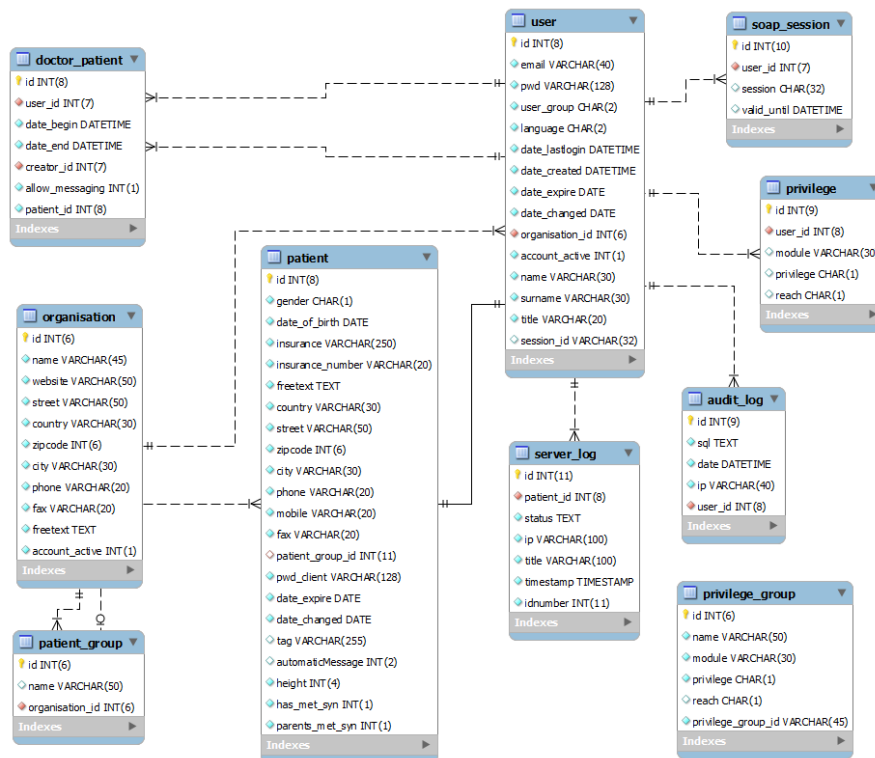 doctor_patient
id INT(8)
user_id INT(7)
date_begin DATETIME
date_end DATETIME
creator_id INT(7)
allow_messaging INT(1)
patient_id INT(8)
Indexes
user
id INT(8)
email VARCHAR(40)
pwd VARCHAR(128)
user_group CHAR(2)
language CHAR(2)
date_lastlogin DATETIME
date_created DATETIME
date_expire DATE
date_changed DATE
organisation_id INT(6)
account_active INT(1)
name VARCHAR(30)
surname VARCHAR(30)
title VARCHAR(20)
session_id VARCHAR(32)
Indexes
soap_session
id INT(10)
user_id INT(7)
session CHAR(32)
valid_until DATETIME
Indexes
privilege
id INT(9)
user_id INT(8)
module VARCHAR(30
privilege CHAR(1)
reach CHAR(1)
Indexes
organisation
id INT(6)
name VARCHAR(45)
website VARCHAR(50)
street VARCHAR(50)
country VARCHAR(30)
zipcode INT(6)
city VARCHAR(30)
phone VARCHAR(20)
fax VARCHAR(20)
freetext TEXT
account_active INT(1)
Indexes
patient
id INT(8)
gender CHAR(1)
date_of_birth DATE
insurance VARCHAR(250)
insurance_number VARCHAR(20)
freetext TEXT
country VARCHAR(30)
street VARCHAR(50)
zipcode INT(6)
city VARCHAR(30)
phone VARCHAR(20)
mobile VARCHAR(20)
fax VARCHAR(20)
patient_group_id INT(11)
pwd_client VARCHAR(128)
date_expire DATE
date_changed DATE
tag VARCHAR(255)
automaticMessage INT(2)
height INT(4)
has_met_syn INT(1)
parents_met_syn INT(1)
Indexes
server_log
id INT(11)
patient_id INT(8)
status TEXT
ip VARCHAR(100)
title VARCHAR(100)
timestamp TIMESTAMP
idnumber INT(11)
Indexes
audit_log
id INT(9)
sql TEXT
date DATETIME
ip VARCHAR(40)
user_id INT(8)
Indexes
patient_group
id INT(6)
name VARCHAR(50)
organisation_id INT(6)
Indexes
privilege_group
id INT(6)
name VARCHAR(50)
module VARCHAR(30)
privilege CHAR(1)
reach CHAR(1)
privilege_group_id VARCHAR(45)
Indexes